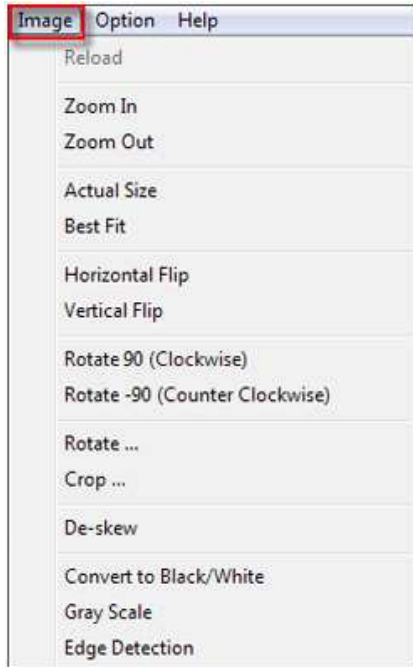 Image Option Help
Reload
Zoom In
Zoom Out
Actual Size
Best Fit
Horizontal Flip
Vertical Flip
Rotate 90 (Clockwise)
Rotate -90 (Counter Clockwise)
Rotate ...
Crop ...
De-skew
Convert to Black/White
Gray Scale
Edge Detection